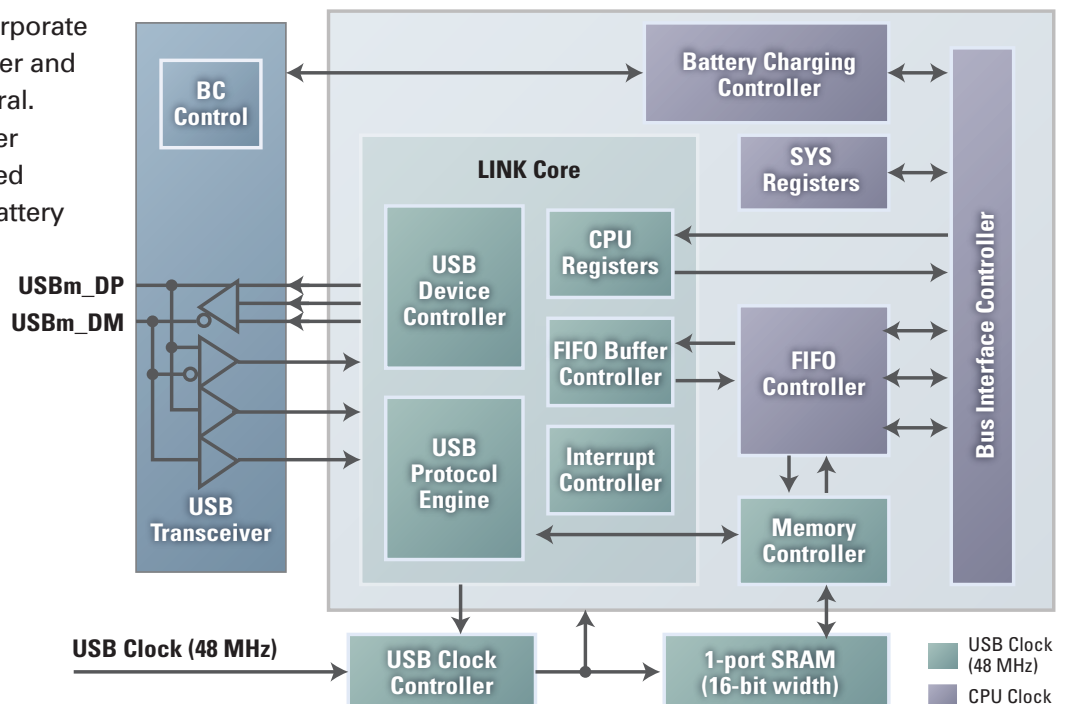 rporate
er and
ral.
er
ed
attery
BC
Control
Battery Charging
Controller
SYS
Registers
LINK Core
USB
Device
Controller
CPU
Registers
Bus Interface Controller
USBm_DP
USBm_DM
FIFO Buffer
Controller
FIFO
Controller
USB
Protocol
Engine
Interrupt
Controller
USB
Transceiver
Memory
Controller
USB Clock (48 MHz)
USB Clock
Controller
1-port SRAM
(16-bit width)
USB Clock
(48 MHz)
CPU Clock